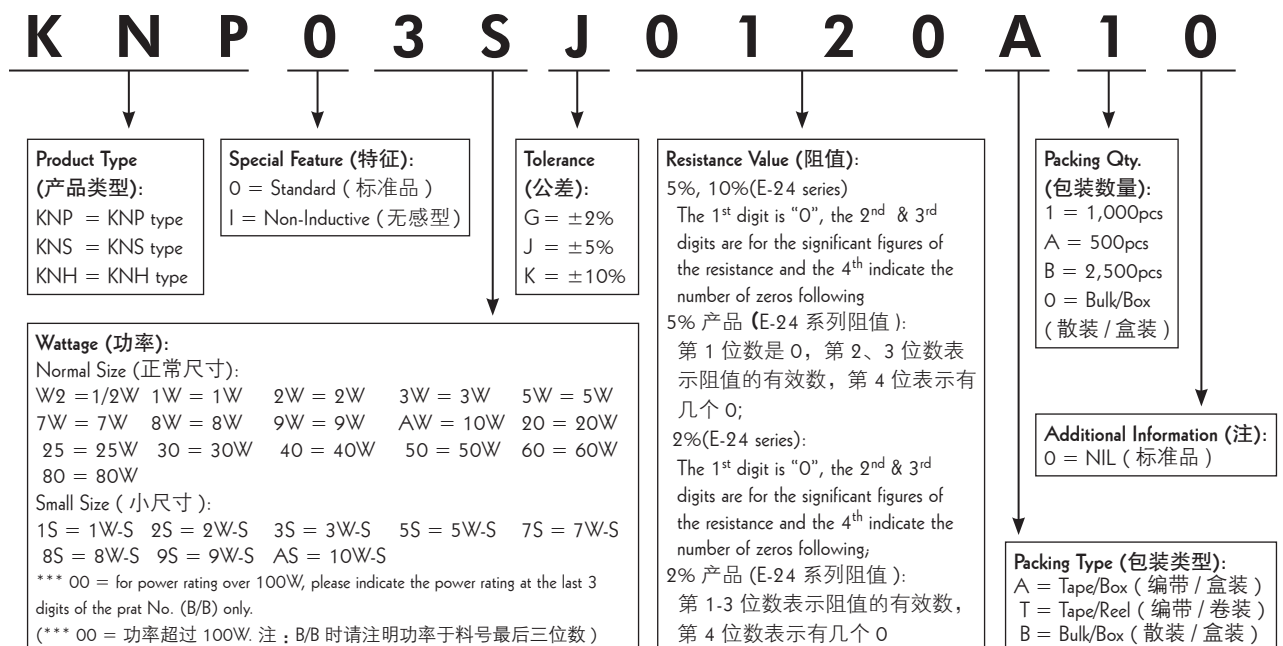 K N P 0 3 S J 0 1 2 0 A 1 0
Product Type
(产品类型):
KNP = KNP type
KNS = KNS type
KNH = KNH type
Special Feature (特征):
0 = Standard ( 标准品 )
I = Non-Inductive ( 无感型 )
Tolerance
(公差):
G = ±2%
J = ±5%
K = ±10%
Resistance Value (阻值):
5%, 10%(E-24 series)
The 1st digit is "0", the 2nd & 3rd
digits are for the significant figures of
the resistance and the 4th indicate the
number of zeros following
5% 产品 (E-24 系列阻值 ):
第 1 位数是 0，第 2、3 位数表
示阻值的有效数，第 4 位表示有
几个 0;
2%(E-24 series):
The 1st digit is "0", the 2nd & 3rd
digits are for the significant figures of
the resistance and the 4th indicate the
number of zeros following;
2% 产品 (E-24 系列阻值 ):
第 1-3 位数表示阻值的有效数，
第 4 位数表示有几个 0
Packing Qty.
(包装数量):
1 = 1,000pcs
A = 500pcs
B = 2,500pcs
0 = Bulk/Box
( 散装 / 盒装 )
Wattage (功率):
Normal Size (正常尺寸):
W2 =1/2W 1W = 1W 2W = 2W 3W = 3W 5W = 5W
7W = 7W 8W = 8W 9W = 9W AW = 10W 20 = 20W
25 = 25W 30 = 30W 40 = 40W 50 = 50W 60 = 60W
80 = 80W
Small Size ( 小尺寸 ):
1S = 1W-S 2S = 2W-S 3S = 3W-S 5S = 5W-S 7S = 7W-S
8S = 8W-S 9S = 9W-S AS = 10W-S
*** 00 = for power rating over 100W, please indicate the power rating at the last 3
digits of the prat No. (B/B) only.
(*** 00 = 功率超过 100W. 注 : B/B 时请注明功率于料号最后三位数 )
Additional Information (注):
0 = NIL ( 标准品 )
Packing Type (包装类型):
A = Tape/Box ( 编带 / 盒装 )
T = Tape/Reel ( 编带 / 卷装 )
B = Bulk/Box ( 散装 / 盒装 )